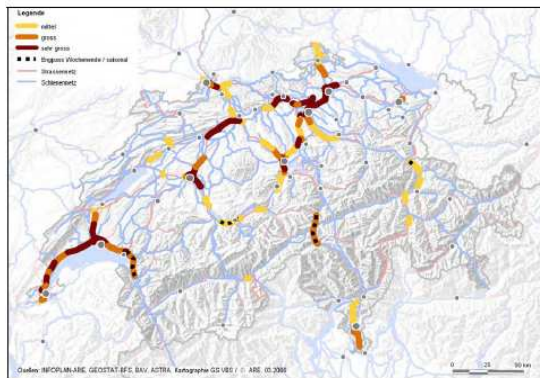 Legende
mittel
gross
sehr gross
Engpass Wochenende / saisonal
Strassennetz
Schienennetz
Quellen: INFOPLAN-ARE, GEOSTAT-BFS, BAV, ASTRA, Kartographie GS VBS / © ARE, 03.2006
0 25 50 km